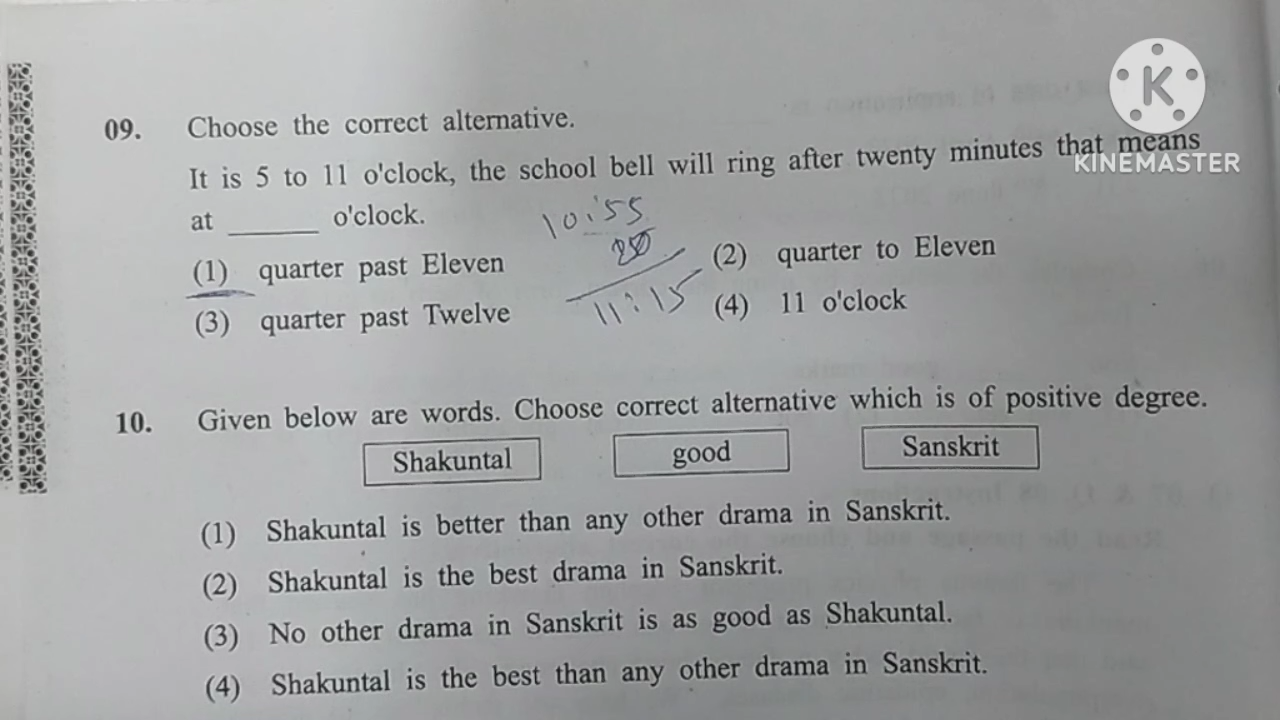 K
KINEMASTER
09. Choose the correct alternative.
It is 5 to 11 o'clock, the school bell will ring after twenty minutes that means
at ______ o'clock.
10:55
(1) quarter past Eleven (2) quarter to Eleven
11:15
(3) quarter past Twelve (4) 11 o'clock
10. Given below are words. Choose correct alternative which is of positive degree.
Shakuntal good Sanskrit
(1) Shakuntal is better than any other drama in Sanskrit.
(2) Shakuntal is the best drama in Sanskrit.
(3) No other drama in Sanskrit is as good as Shakuntal.
(4) Shakuntal is the best than any other drama in Sanskrit.